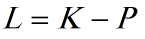 L = K − P